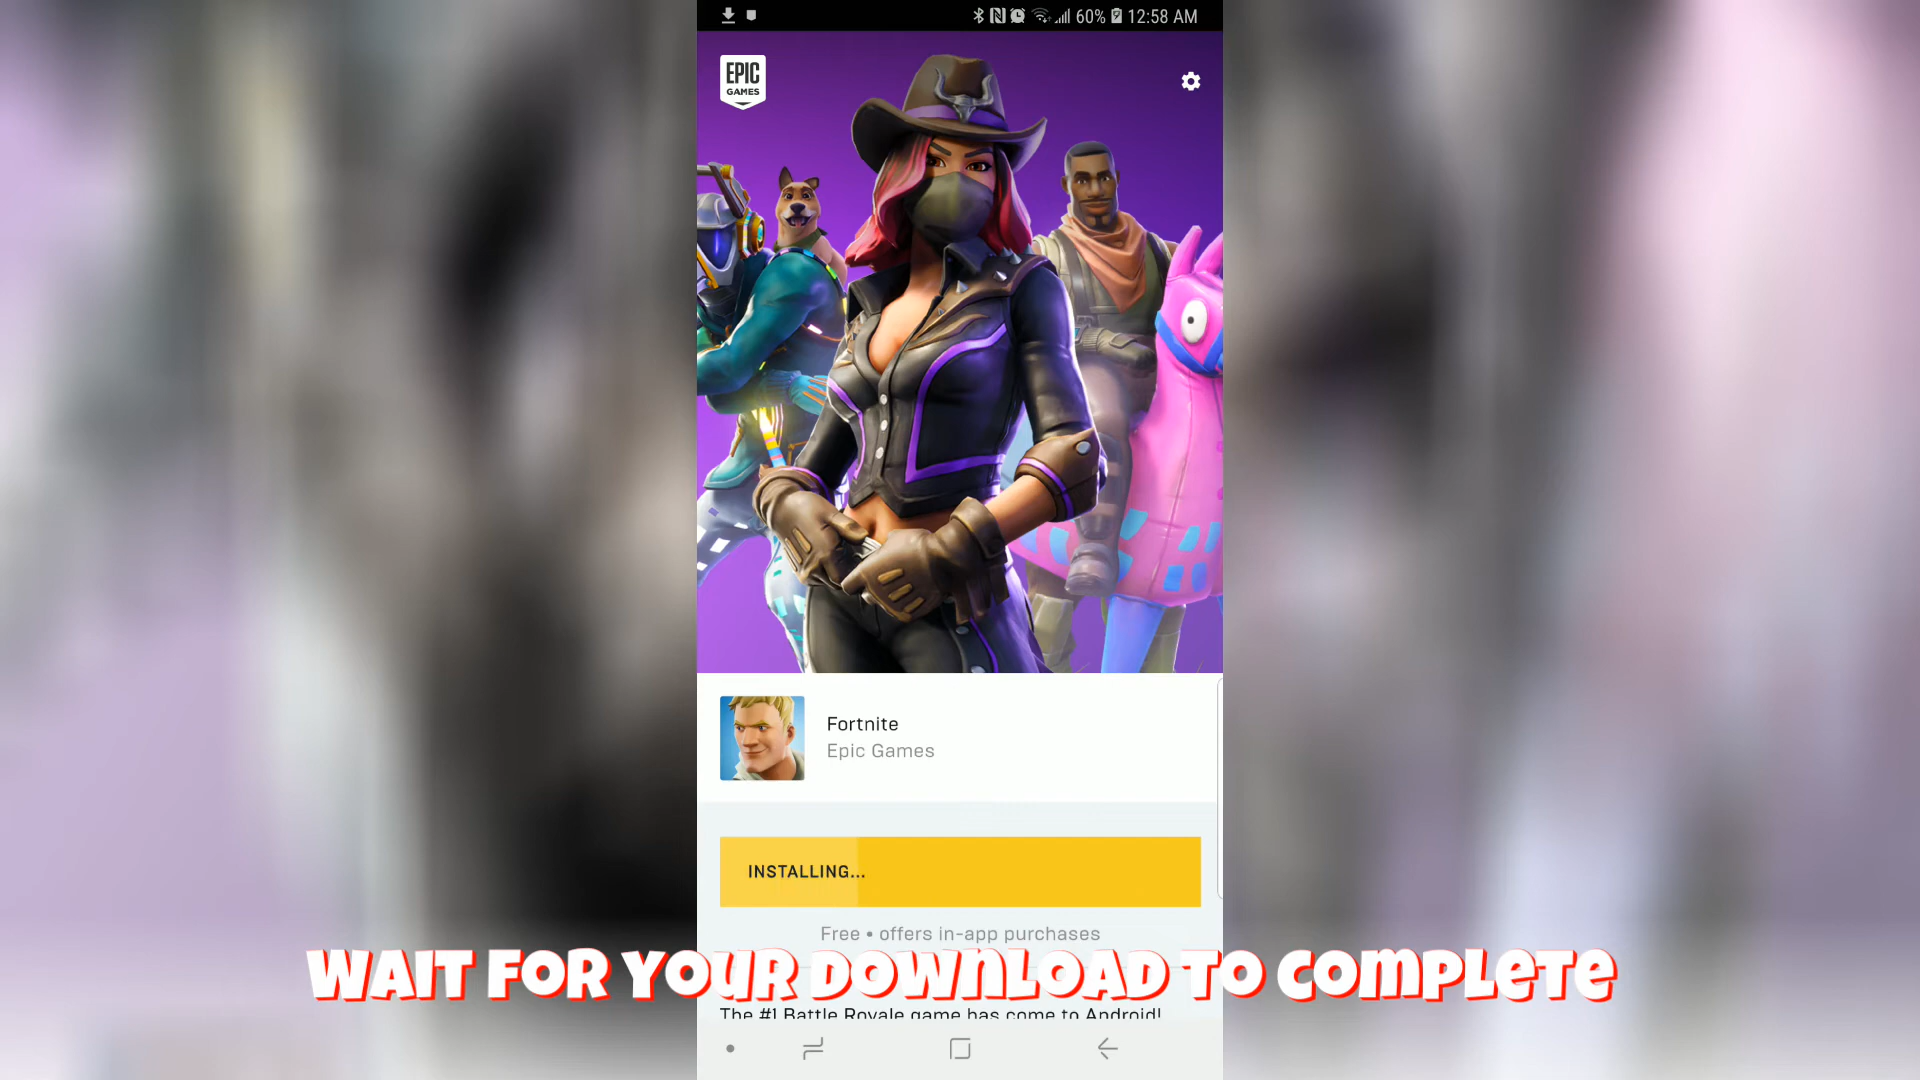 60% 12:58 AM
EPIC
GAMES
Fortnite
Epic Games
INSTALLING...
Free • offers in-app purchases
WAIT FOR YOUR DOWNLOAD TO COMPLETE
The #1 Battle Royale game has come to Android!